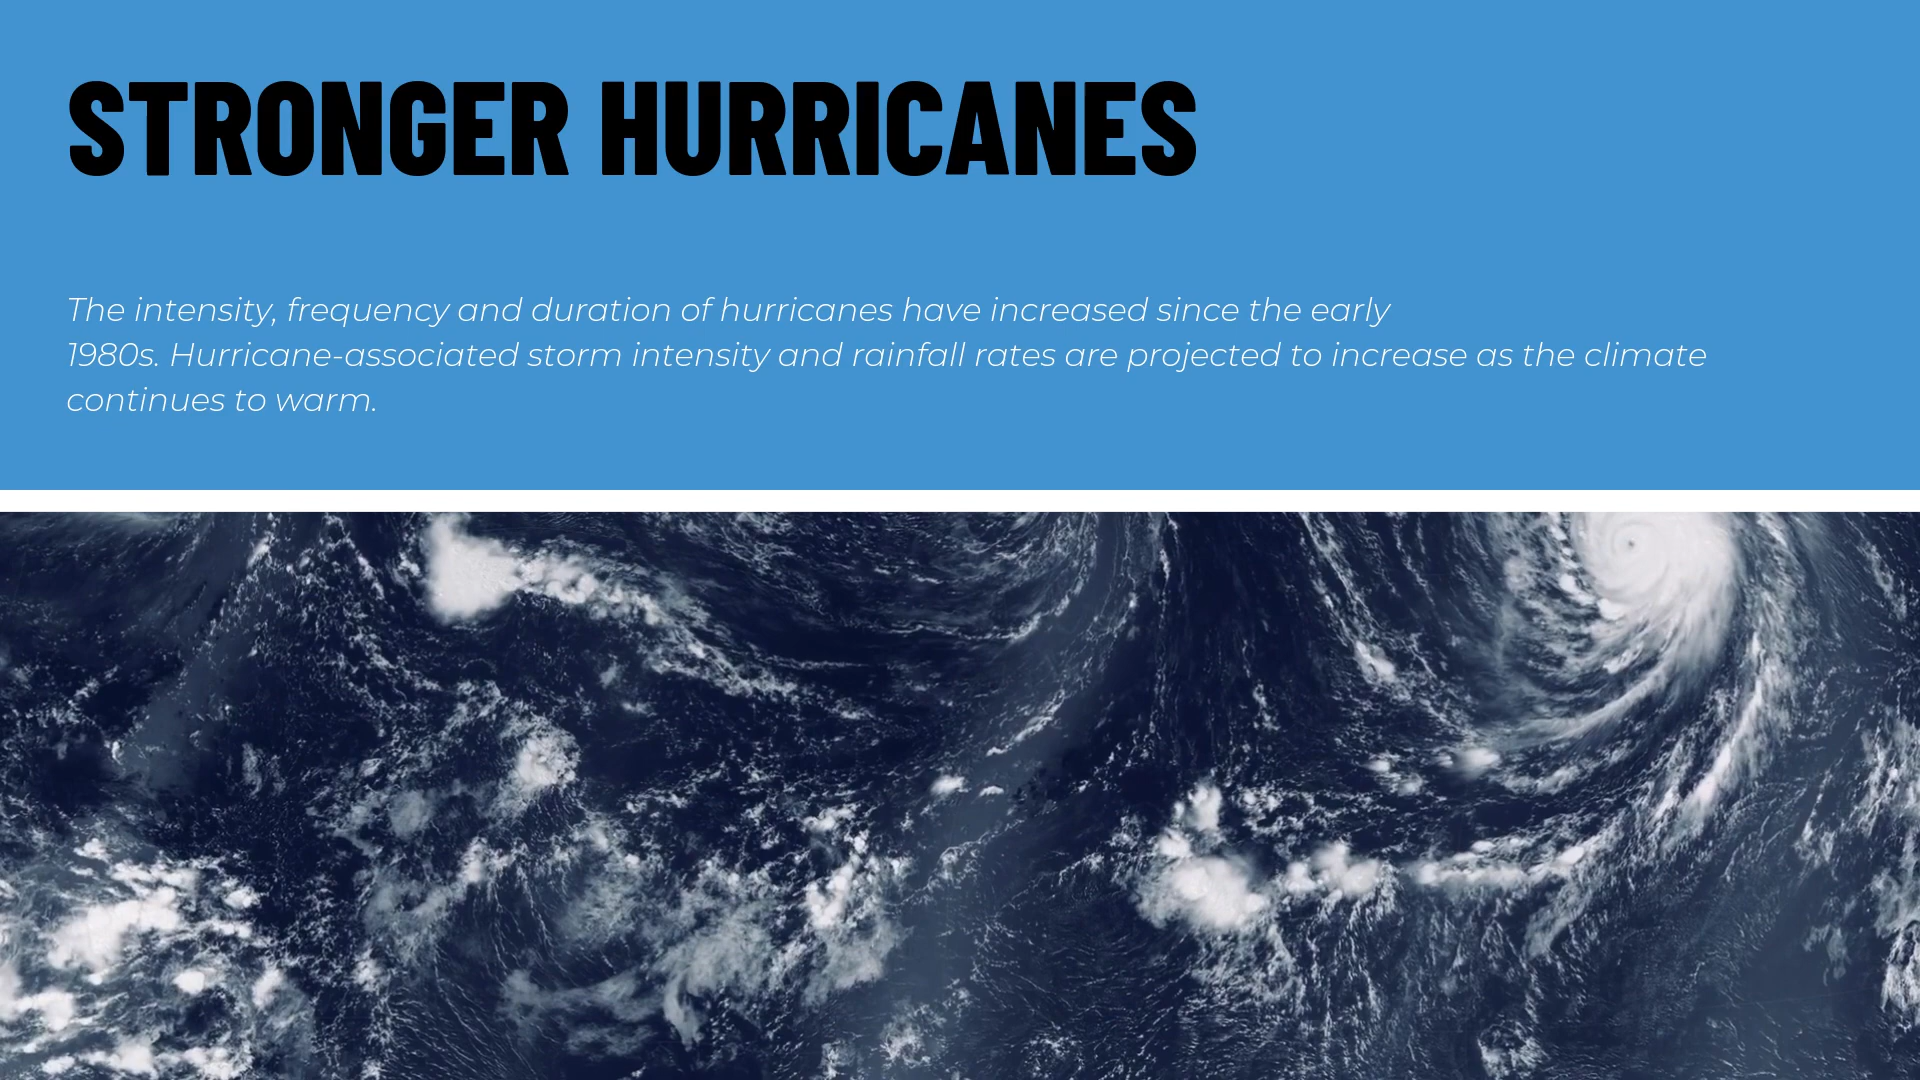 STRONGER HURRICANES
The intensity, frequency and duration of hurricanes have increased since the early
1980s. Hurricane-associated storm intensity and rainfall rates are projected to increase as the climate
continues to warm.